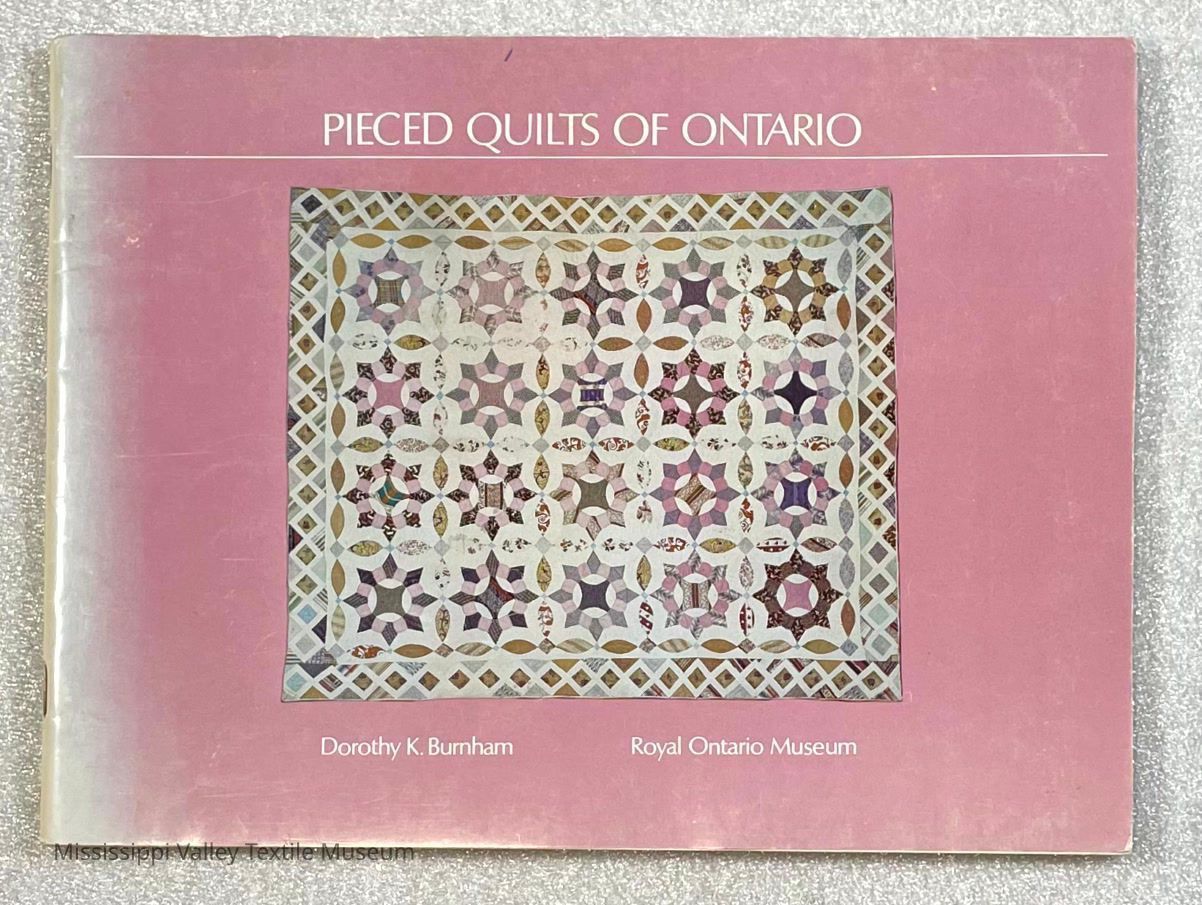 PIECED QUILTS OF ONTARIO
Dorothy K. Burnham
Royal Ontario Museum
Mississippi Valley Textile Museum